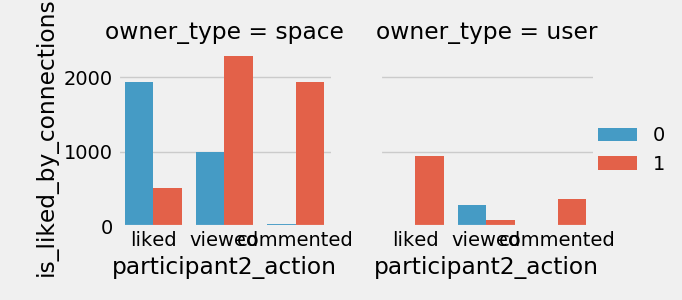 owner_type = space
owner_type = user
is_liked_by_connections
2000
1000
0
liked
viewed
commented
liked
viewed
commented
participant2_action
participant2_action
0
1